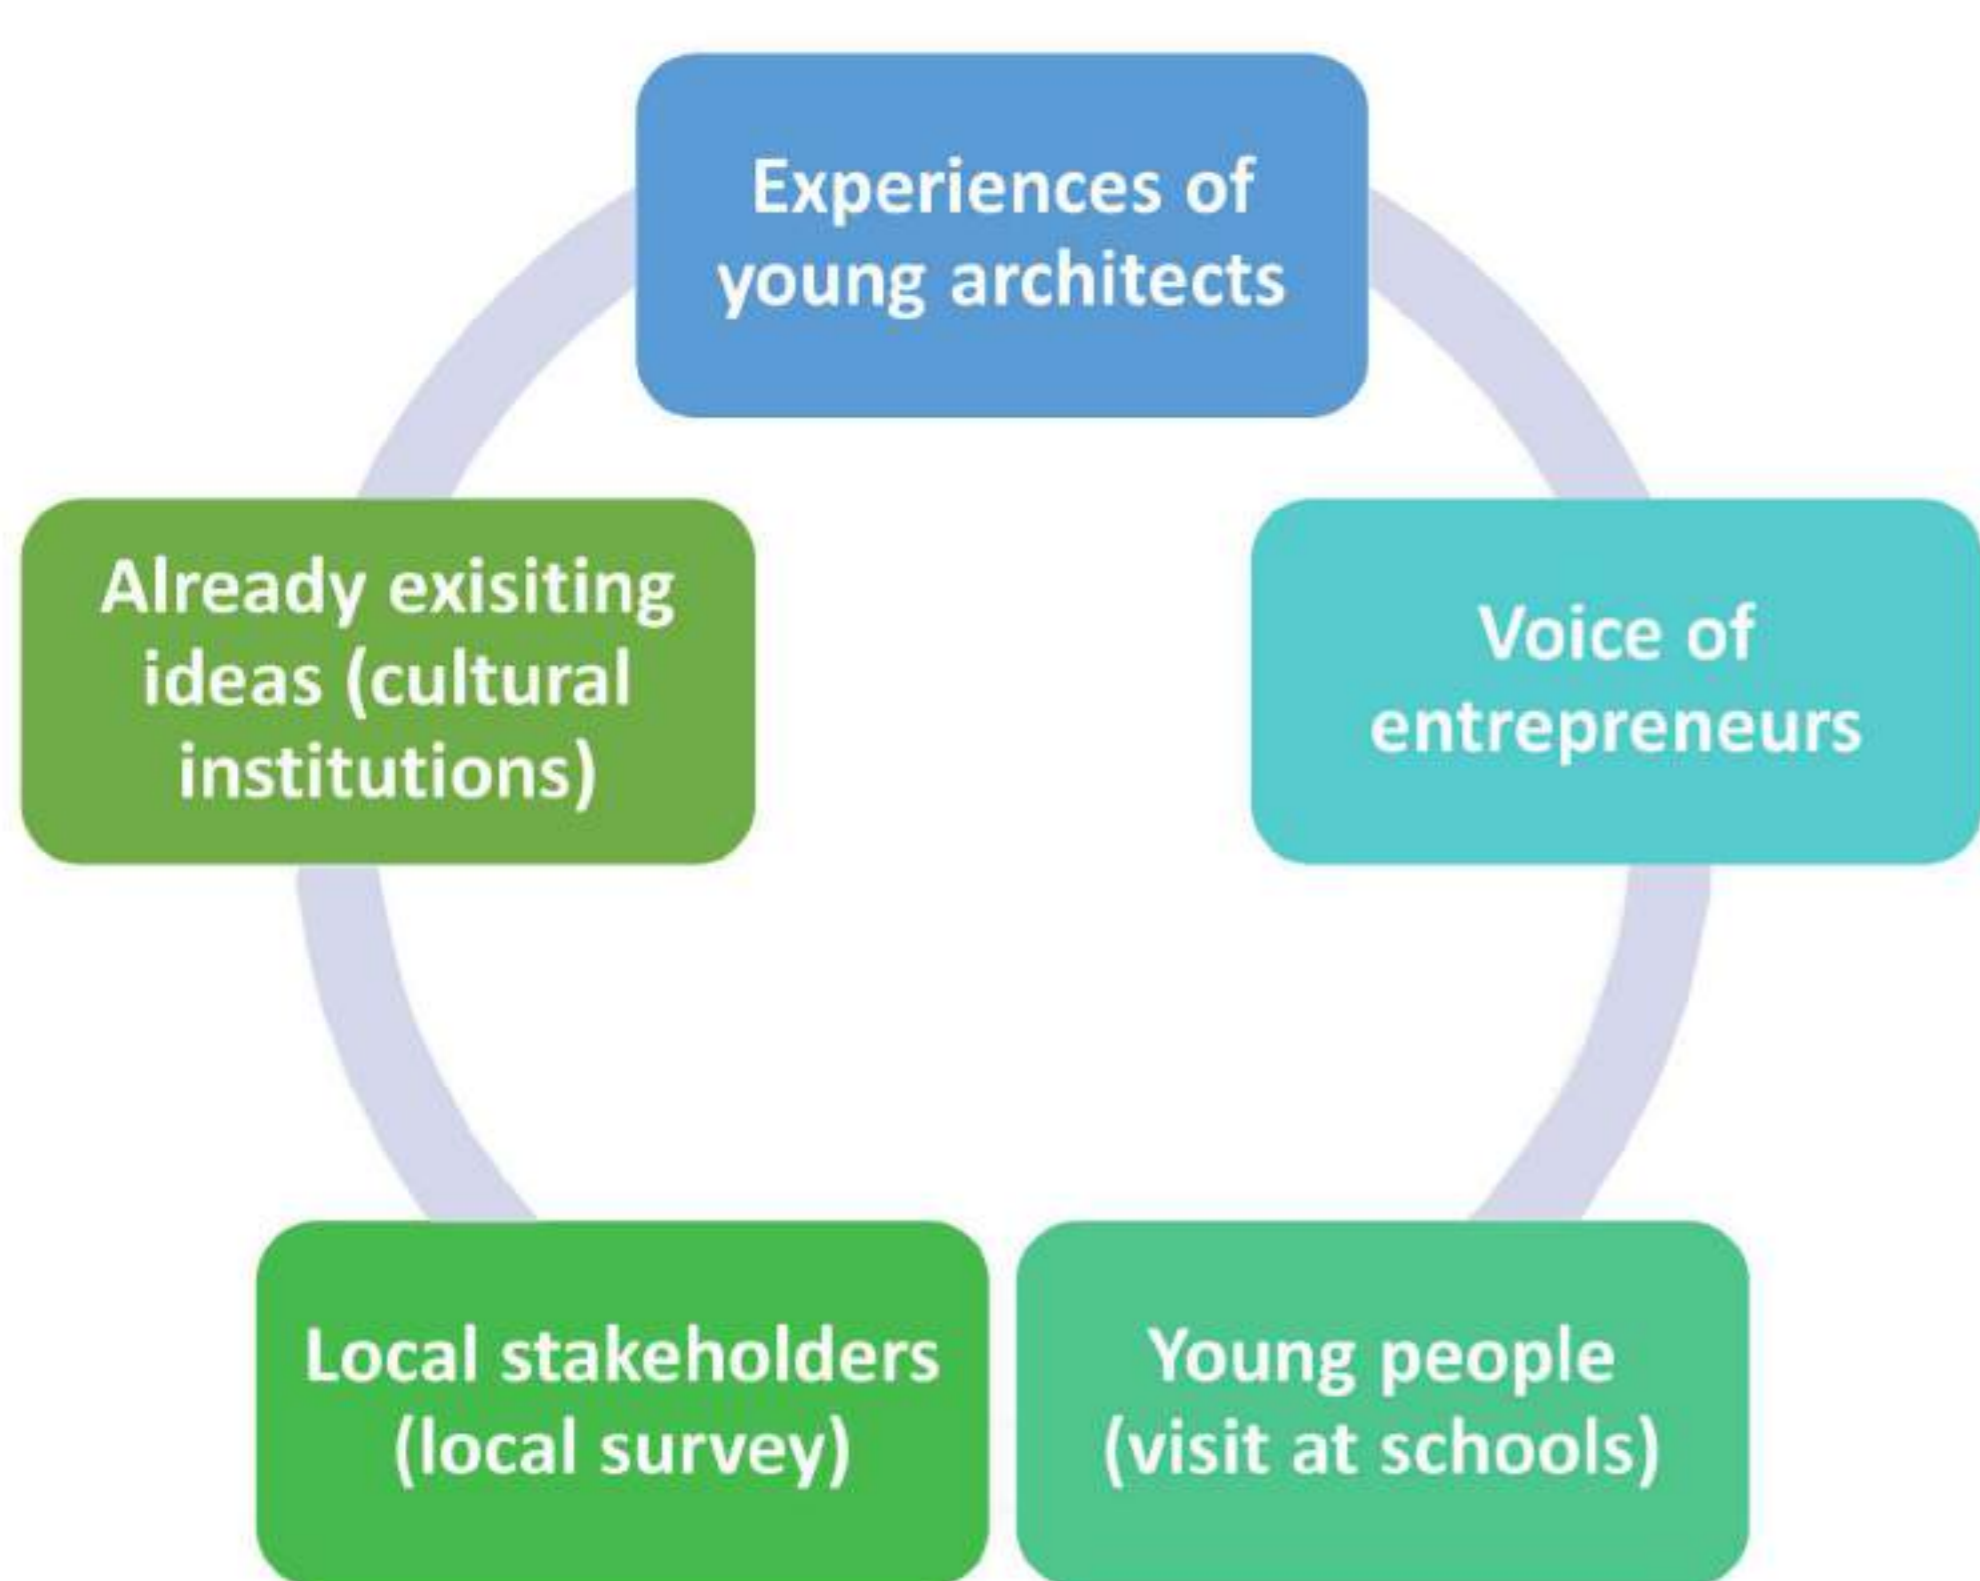 Experiences of
young architects
Voice of
entrepreneurs
Young people
(visit at schools)
Local stakeholders
(local survey)
Already exisiting
ideas (cultural
institutions)